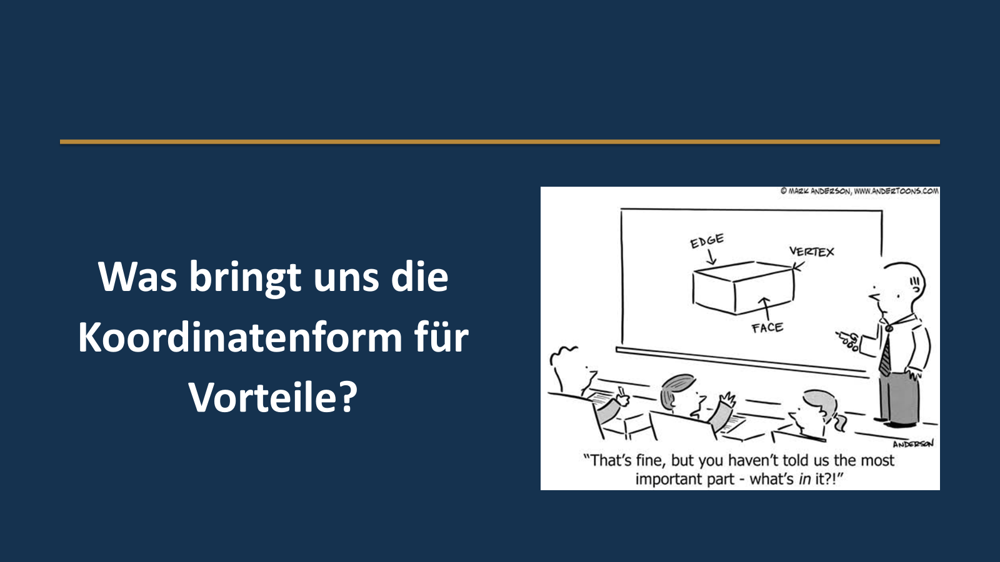 Was bringt uns die
Koordinatenform für
Vorteile?
© MARK ANDERSON, WWW.ANDERTOONS.COM
EDGE
VERTEX
FACE
ANDERSON
“That’s fine, but you haven’t told us the most
important part - what’s in it?!”